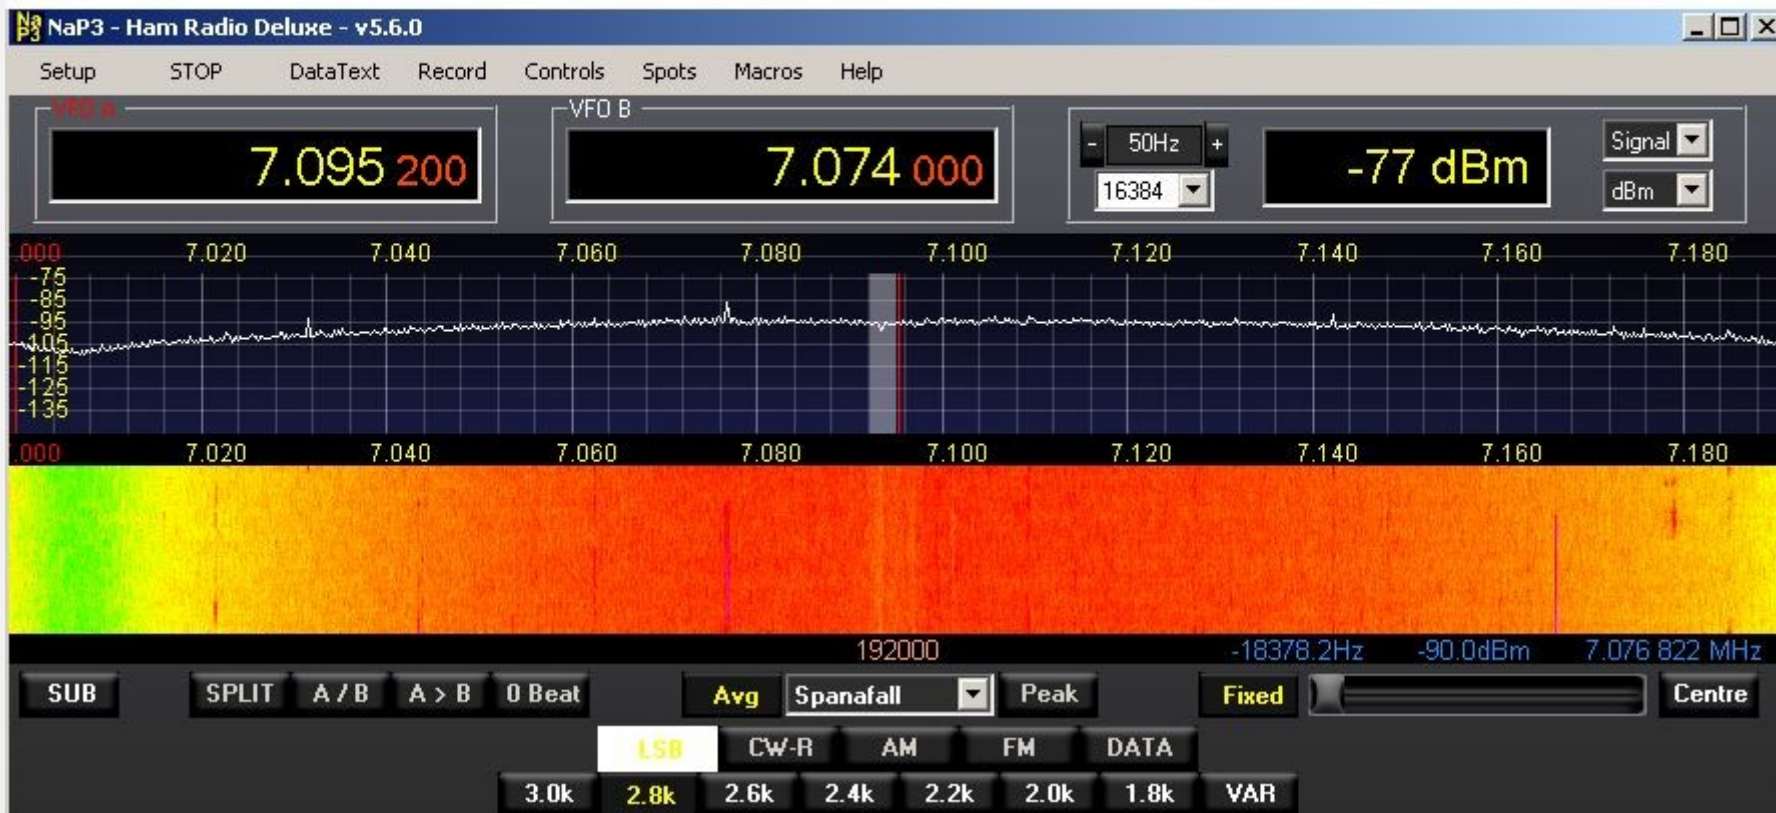 NaP3 NaP3 - Ham Radio Deluxe - v5.6.0
Setup STOP DataText Record Controls Spots Macros Help
VFO A VFO B
7.095 200 7.074 000 - 50Hz + 16384 -77 dBm Signal dBm
.000 7.020 7.040 7.060 7.080 7.100 7.120 7.140 7.160 7.180
-75
-85
-95
-105
-115
-125
-135
.000 7.020 7.040 7.060 7.080 7.100 7.120 7.140 7.160 7.180
192000 -18378.2Hz -90.0dBm 7.076 822 MHz
SUB SPLIT A / B A > B 0 Beat Avg Spanafall Peak Fixed Centre
LSB CW-R AM FM DATA
3.0k 2.8k 2.6k 2.4k 2.2k 2.0k 1.8k VAR